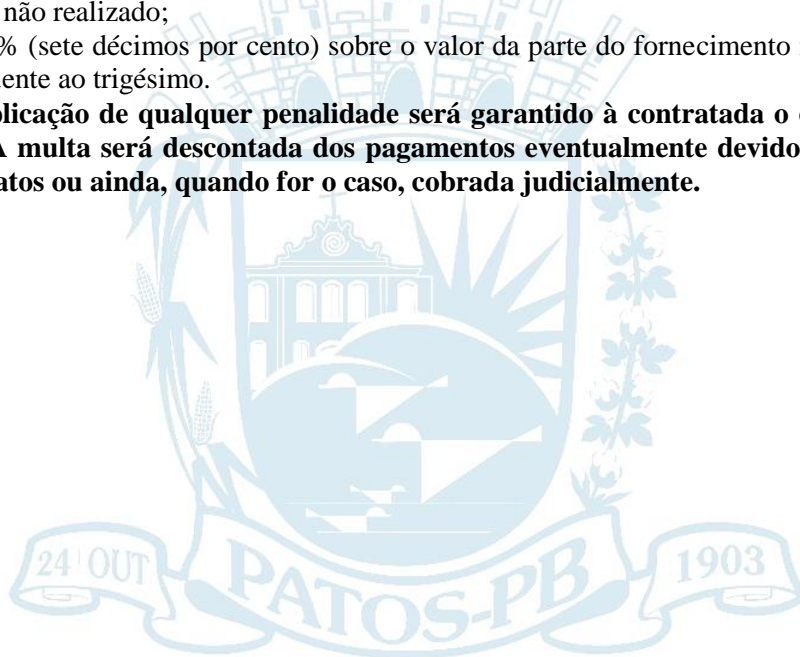 não realizado;
% (sete décimos por cento) sobre o valor da parte do fornecimento
ente ao trigésimo.
plicação de qualquer penalidade será garantido à contratada o
A multa será descontada dos pagamentos eventualmente devido
atos ou ainda, quando for o caso, cobrada judicialmente.
24 OUT
PATOS-PB
1903